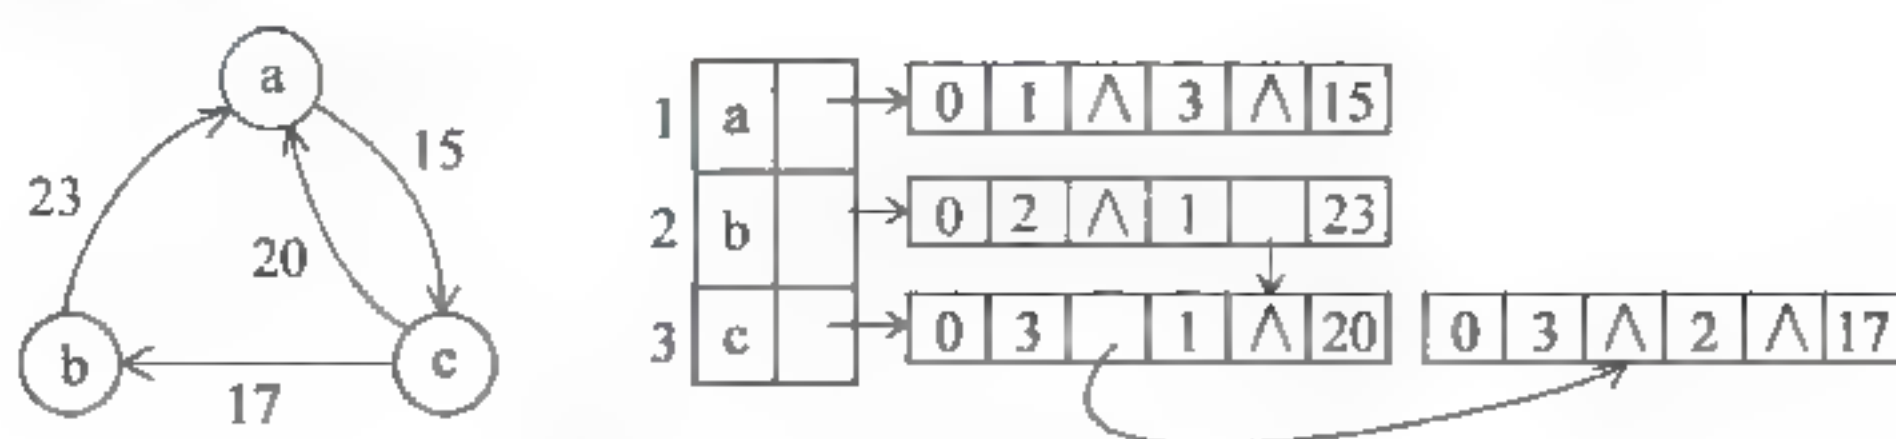 a
15
23
20
b
c
17
1 a 0 1 ∧ 3 ∧ 15
2 b 0 2 ∧ 1 23
3 c 0 3 1 ∧ 20 0 3 ∧ 2 ∧ 17